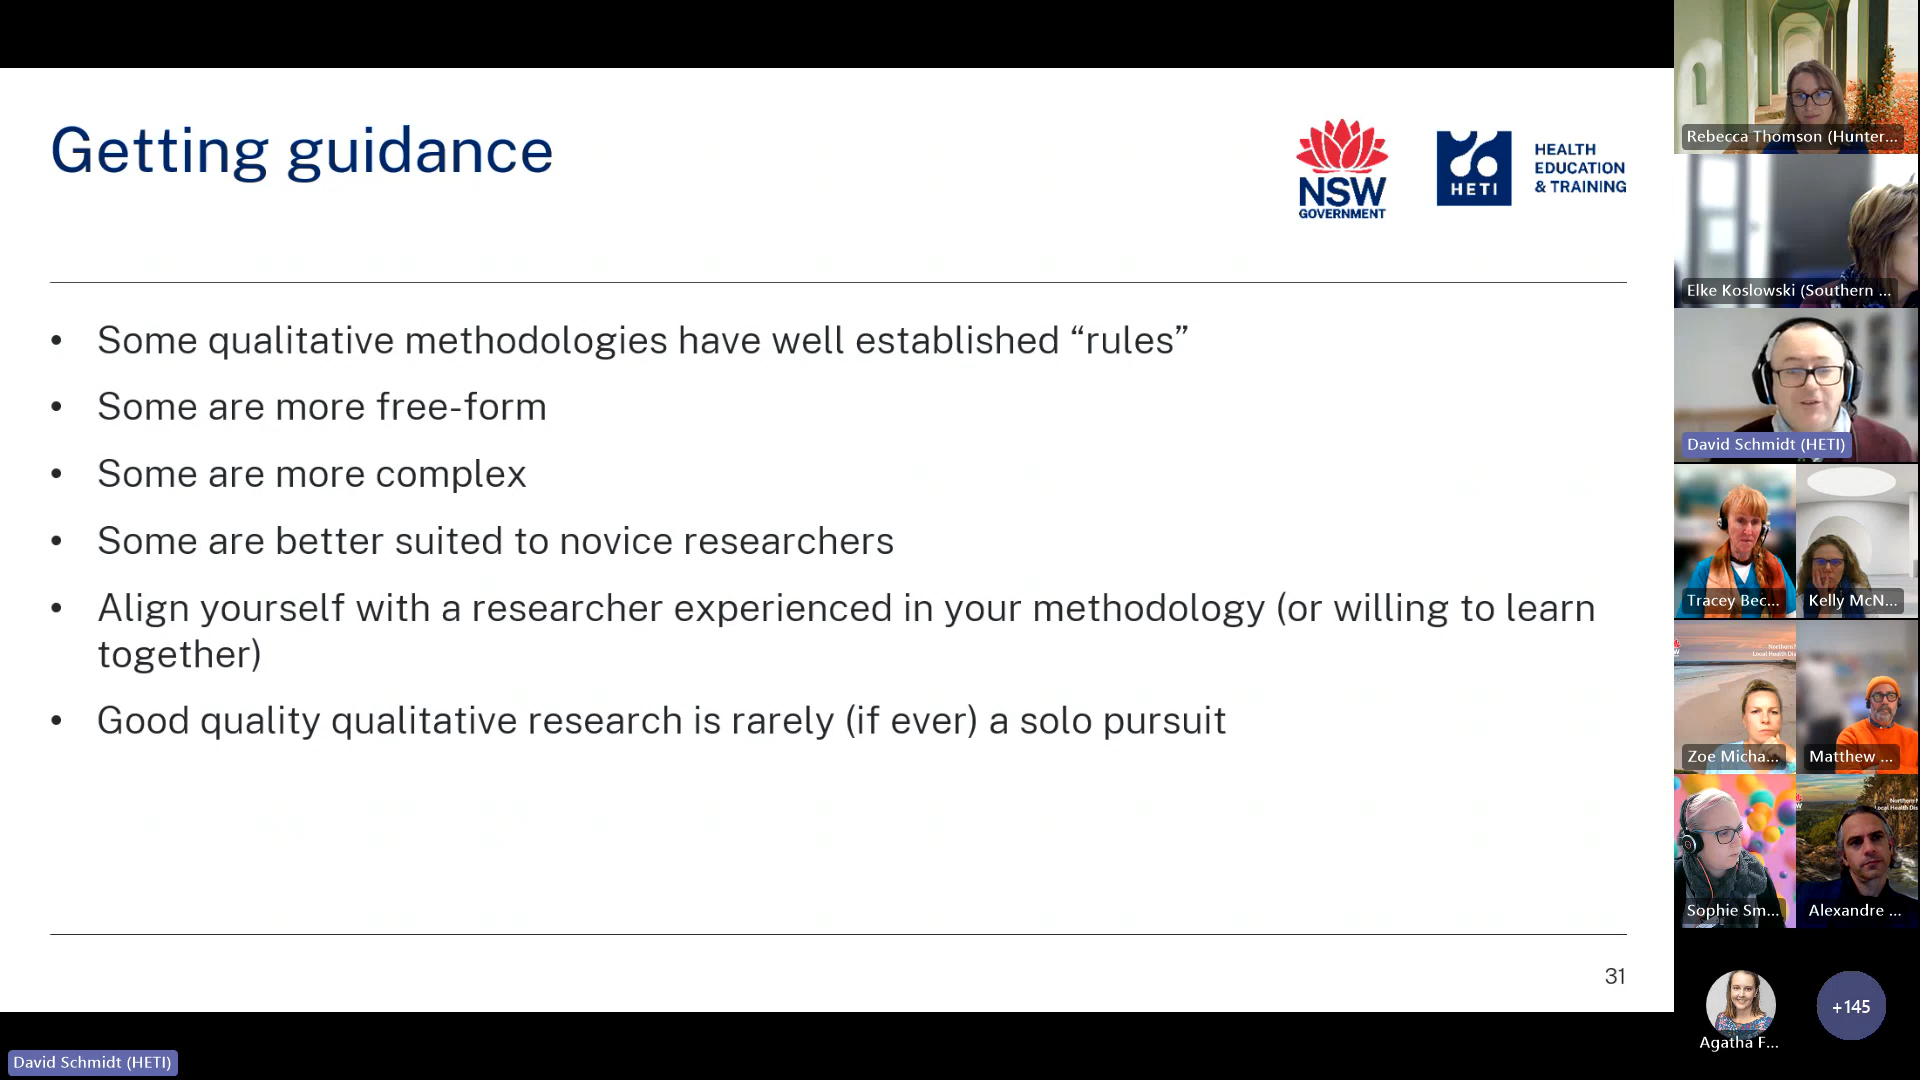 Getting guidance
NSW
GOVERNMENT
HETI
HEALTH
EDUCATION
& TRAINING
• Some qualitative methodologies have well established “rules”
• Some are more free-form
• Some are more complex
• Some are better suited to novice researchers
• Align yourself with a researcher experienced in your methodology (or willing to learn
together)
• Good quality qualitative research is rarely (if ever) a solo pursuit
31
David Schmidt (HETI)
Rebecca Thomson (Hunter...
Elke Koslowski (Southern ...
David Schmidt (HETI)
Tracey Bec...
Kelly McN...
Zoe Micha...
Matthew ...
Sophie Sm...
Alexandre ...
Agatha F...
+145